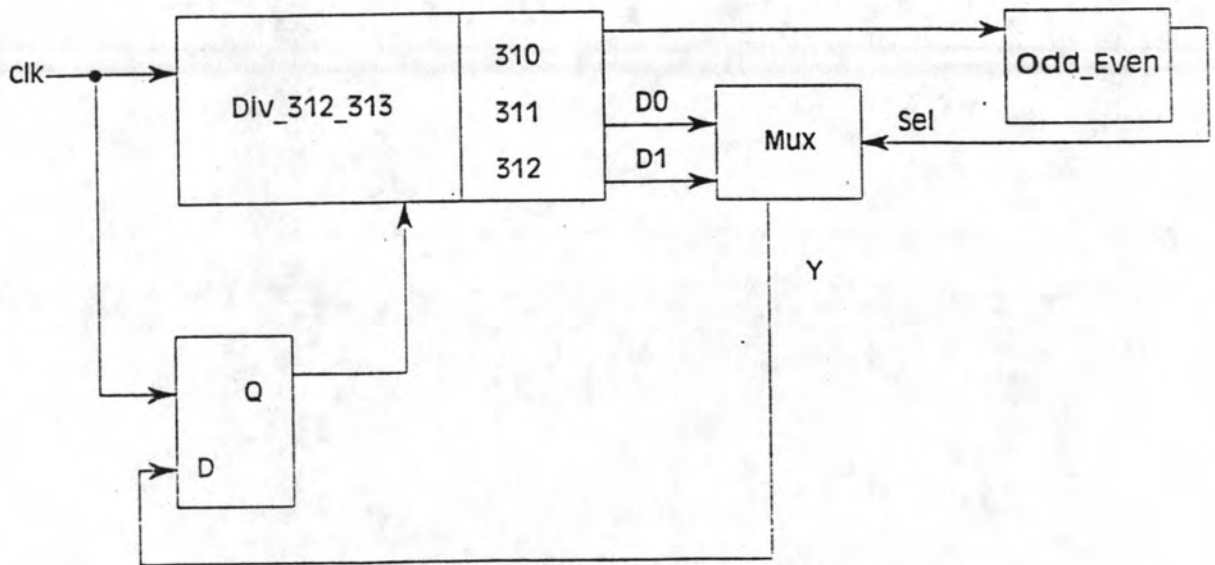 clk
Div_312_313
310
311
312
D0
D1
Mux
Sel
Odd_Even
Y
Q
D